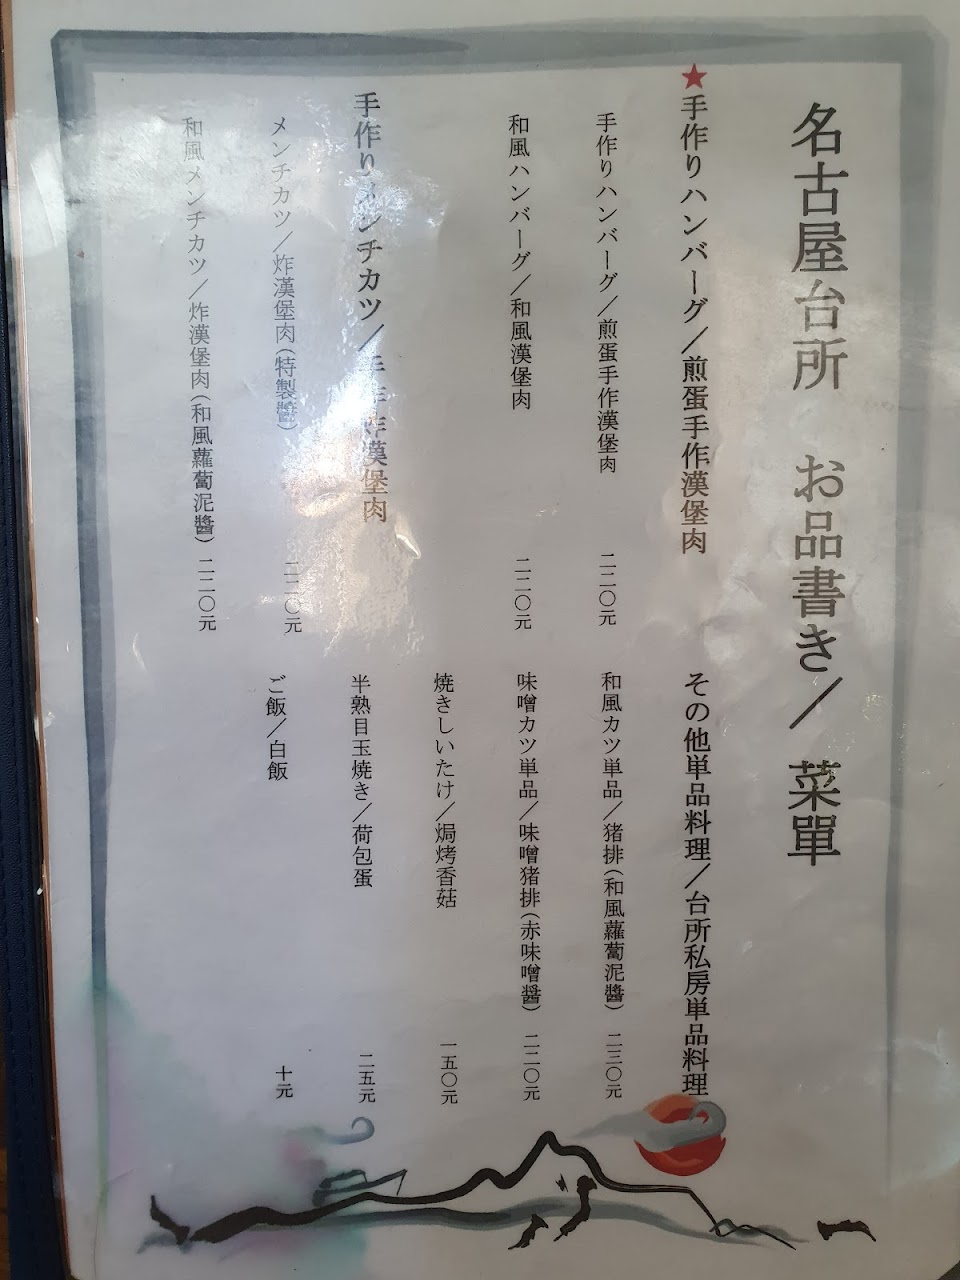 名古屋台所 お品書き／ 菜單
★手作りハンバーグ／煎蛋手作漢堡肉
手作りハンバーグ／煎蛋手作漢堡肉 二二〇元
和風ハンバーグ／和風漢堡肉 二二〇元
手作りメンチカツ／手作炸漢堡肉
メンチカツ／炸漢堡肉(特製醬) 二二〇元
和風メンチカツ／炸漢堡肉(和風蘿蔔泥醬) 二二〇元
その他単品料理／台所私房単品料理
和風カツ単品／猪排(和風蘿蔔泥醬) 二三〇元
味噌カツ単品／味噌猪排(赤味噌醬) 二二〇元
焼きしいたけ／焗烤香菇 一五〇元
半熟目玉焼き／荷包蛋 二五元
ご飯／白飯 十元